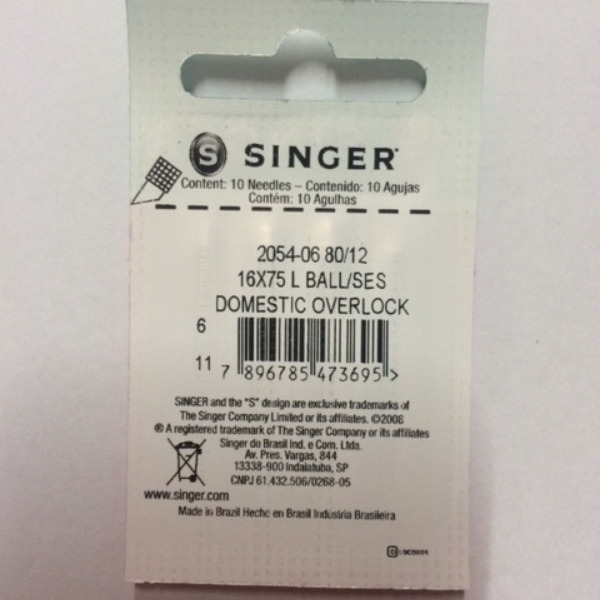 S SINGER®
Content: 10 Needles – Contenido: 10 Agujas
Contém: 10 Agulhas
2054-06 80/12
16X75 L BALL/SES
DOMESTIC OVERLOCK
6
11
7 896785 473695 >
SINGER and the "S" design are exclusive trademarks of
The Singer Company Limited or its affiliates. ©2008
® A registered trademark of The Singer Company or its affiliates
Singer do Brasil Ind. e Com. Ltda.
Av. Pres. Vargas, 844
13338-900 Indaiatuba, SP
CNPJ 61.432.506/0268-05
www.singer.com
Made in Brazil Hecho en Brasil Indústria Brasileira